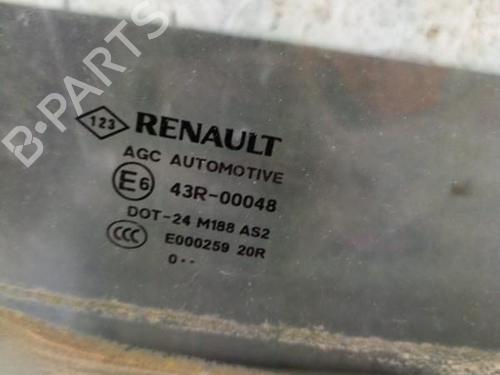 B-PARTS
123 RENAULT
AGC AUTOMOTIVE
E6 43R-00048
DOT-24 M188 AS2
CCC E000259 20R
0··